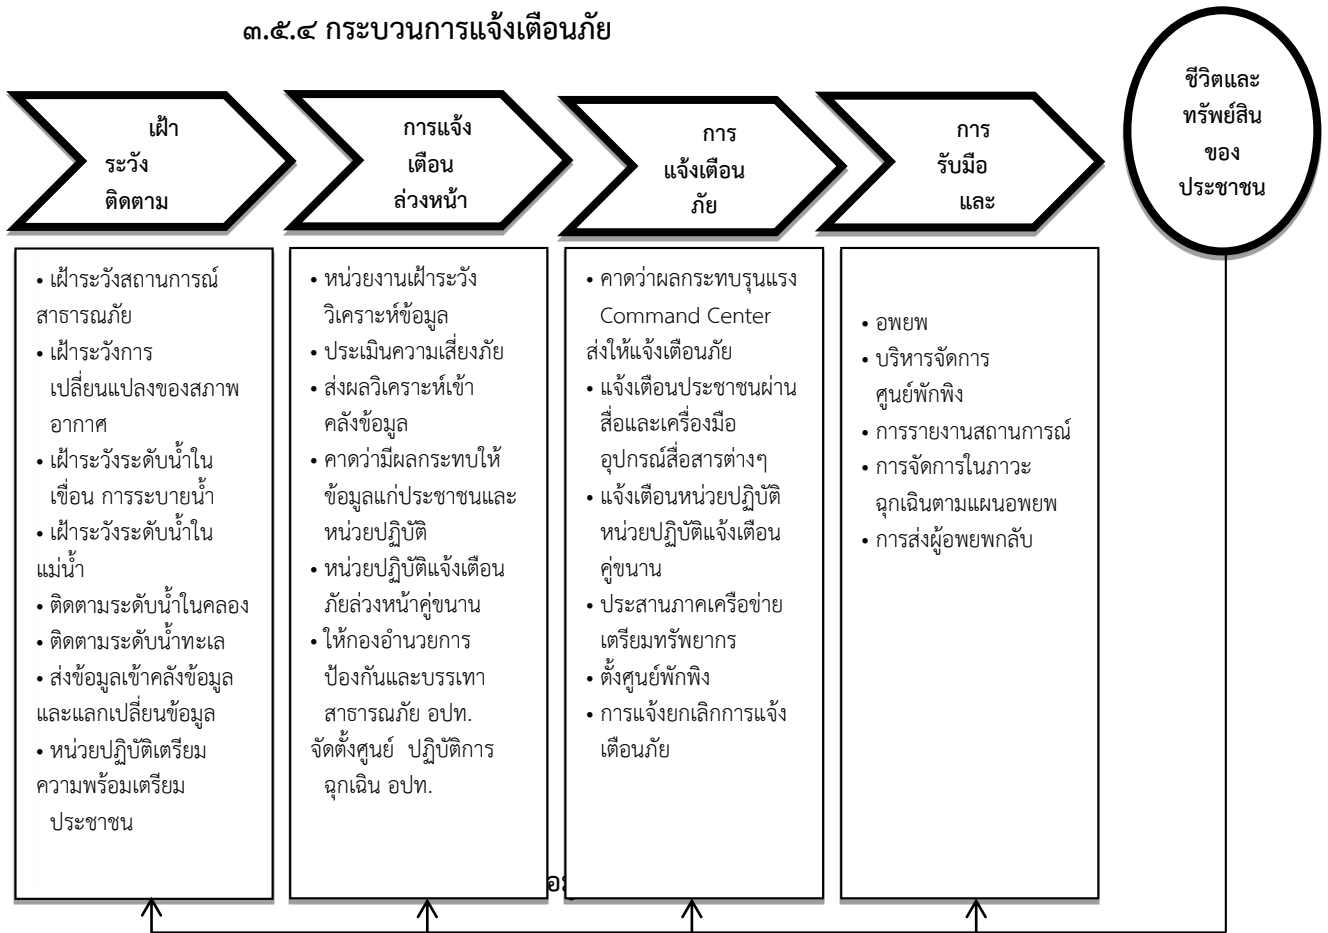 ๓.๕.๔ กระบวนการแจ้งเตือนภัย
เฝ้า
ระวัง
ติดตาม
การแจ้ง
เตือน
ล่วงหน้า
การ
แจ้งเตือน
ภัย
การ
รับมือ
และ
ชีวิตและ
ทรัพย์สิน
ของ
ประชาชน
• เฝ้าระวังสถานการณ์
สาธารณภัย
• เฝ้าระวังการ
เปลี่ยนแปลงของสภาพ
อากาศ
• เฝ้าระวังระดับน้ำใน
เขื่อน การระบายน้ำ
• เฝ้าระวังระดับน้ำใน
แม่น้ำ
• ติดตามระดับน้ำในคลอง
• ติดตามระดับน้ำทะเล
• ส่งข้อมูลเข้าคลังข้อมูล
และแลกเปลี่ยนข้อมูล
• หน่วยปฏิบัติเตรียม
ความพร้อมเตรียม
ประชาชน
• หน่วยงานเฝ้าระวัง
วิเคราะห์ข้อมูล
• ประเมินความเสี่ยงภัย
• ส่งผลวิเคราะห์เข้า
คลังข้อมูล
• คาดว่ามีผลกระทบให้
ข้อมูลแก่ประชาชนและ
หน่วยปฏิบัติ
• หน่วยปฏิบัติแจ้งเตือน
ภัยล่วงหน้าคู่ขนาน
• ให้กองอำนวยการ
ป้องกันและบรรเทา
สาธารณภัย อปท.
จัดตั้งศูนย์ ปฏิบัติการ
ฉุกเฉิน อปท.
• คาดว่าผลกระทบรุนแรง
Command Center
ส่งให้แจ้งเตือนภัย
• แจ้งเตือนประชาชนผ่าน
สื่อและเครื่องมือ
อุปกรณ์สื่อสารต่างๆ
• แจ้งเตือนหน่วยปฏิบัติ
หน่วยปฏิบัติแจ้งเตือน
คู่ขนาน
• ประสานภาคเครือข่าย
เตรียมทรัพยากร
• ตั้งศูนย์พักพิง
• การแจ้งยกเลิกการแจ้ง
เตือนภัย
• อพยพ
• บริหารจัดการ
ศูนย์พักพิง
• การรายงานสถานการณ์
• การจัดการในภาวะ
ฉุกเฉินตามแผนอพยพ
• การส่งผู้อพยพกลับ